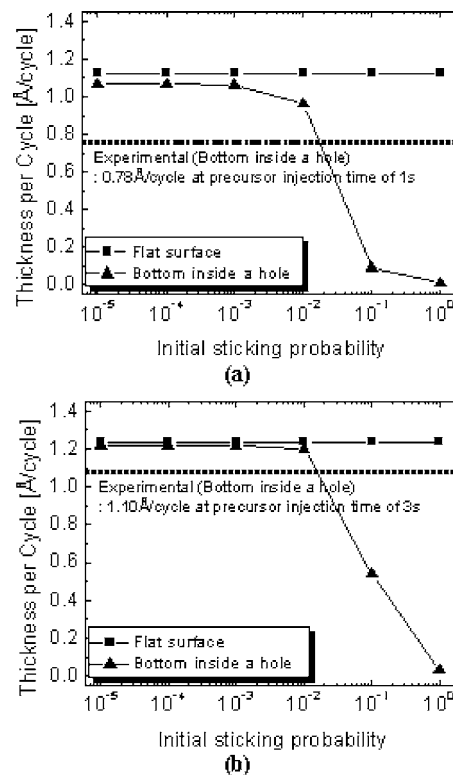 Thickness per Cycle [Å/cycle]
1.4
1.2
1.0
0.8
0.6
0.4
0.2
0.0
Experimental (Bottom inside a hole)
: 0.78Å/cycle at precursor injection time of 1s
Flat surface
Bottom inside a hole
10⁻⁵ 10⁻⁴ 10⁻³ 10⁻² 10⁻¹ 10⁰
Initial sticking probability
(a)
Thickness per Cycle [Å/cycle]
1.4
1.2
1.0
0.8
0.6
0.4
0.2
0.0
Experimental (Bottom inside a hole)
: 1.10Å/cycle at precursor injection time of 3s
Flat surface
Bottom inside a hole
10⁻⁵ 10⁻⁴ 10⁻³ 10⁻² 10⁻¹ 10⁰
Initial sticking probability
(b)